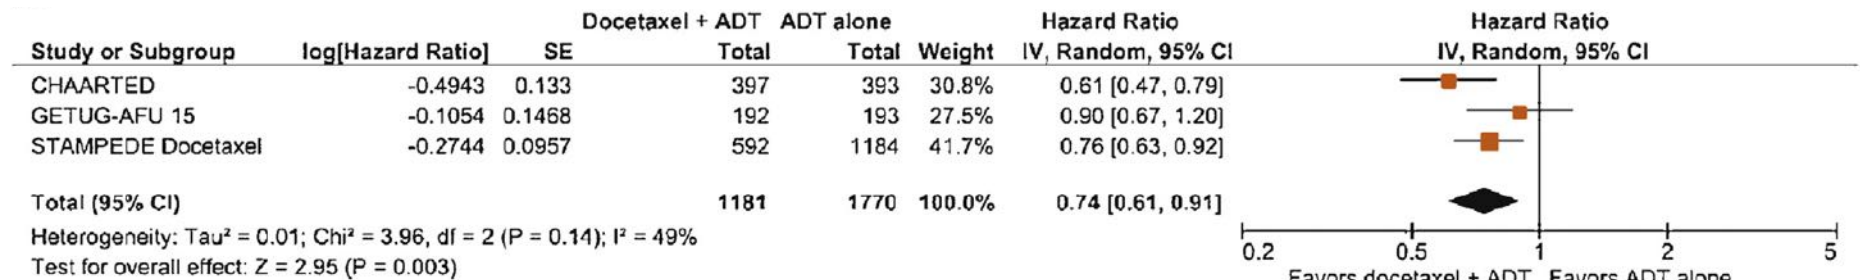 Docetaxel + ADT ADT alone Hazard Ratio Hazard Ratio
Study or Subgroup log[Hazard Ratio] SE Total Total Weight IV, Random, 95% CI IV, Random, 95% CI
CHAARTED -0.4943 0.133 397 393 30.8% 0.61 [0.47, 0.79]
GETUG-AFU 15 -0.1054 0.1468 192 193 27.5% 0.90 [0.67, 1.20]
STAMPEDE Docetaxel -0.2744 0.0957 592 1184 41.7% 0.76 [0.63, 0.92]
Total (95% CI) 1181 1770 100.0% 0.74 [0.61, 0.91]
Heterogeneity: Tau² = 0.01; Chi² = 3.96, df = 2 (P = 0.14); I² = 49%
0.2 0.5 1 2 5
Test for overall effect: Z = 2.95 (P = 0.003)
Favors docetaxel + ADT Favors ADT alone